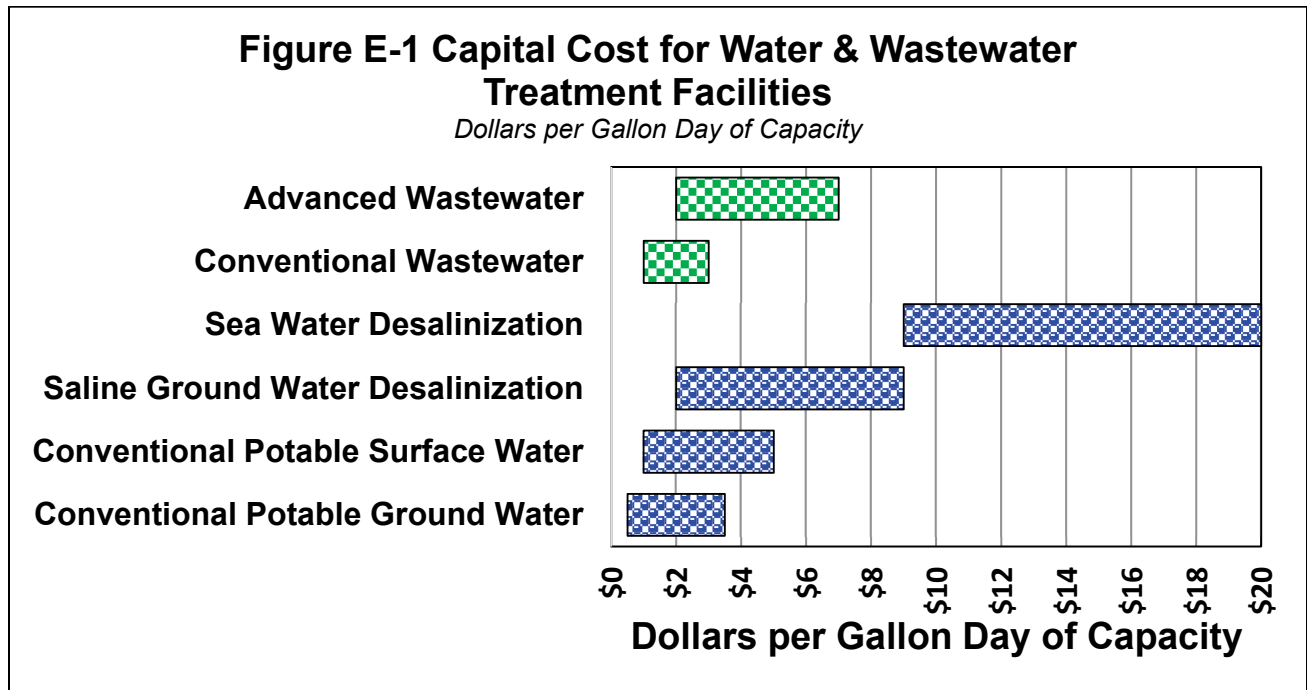 Figure E-1 Capital Cost for Water & Wastewater
Treatment Facilities
Dollars per Gallon Day of Capacity
Advanced Wastewater
Conventional Wastewater
Sea Water Desalinization
Saline Ground Water Desalinization
Conventional Potable Surface Water
Conventional Potable Ground Water
$0
$2
$4
$6
$8
$10
$12
$14
$16
$18
$20
Dollars per Gallon Day of Capacity